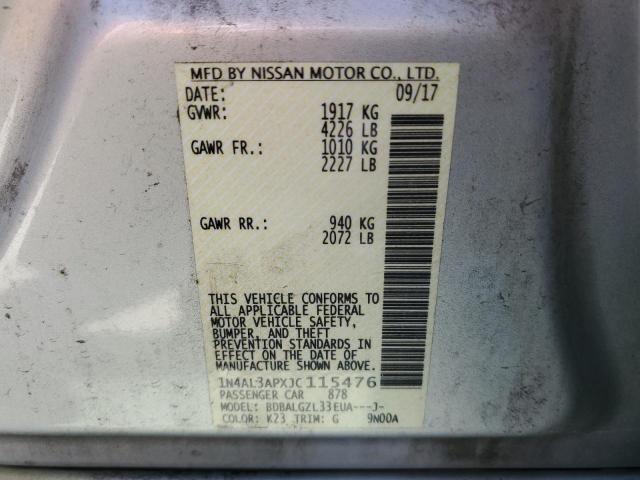 MFD BY NISSAN MOTOR CO., LTD.
DATE: 09/17
GVWR: 1917 KG
4226 LB
GAWR FR.: 1010 KG
2227 LB
GAWR RR.: 940 KG
2072 LB
THIS VEHICLE CONFORMS TO
ALL APPLICABLE FEDERAL
MOTOR VEHICLE SAFETY,
BUMPER, AND THEFT
PREVENTION STANDARDS IN
EFFECT ON THE DATE OF
MANUFACTURE SHOWN ABOVE.
1N4AL3APXJC115476
PASSENGER CAR 878
MODEL: BDBALGZL33EUA---J-
COLOR: K23 TRIM: G 9N00A